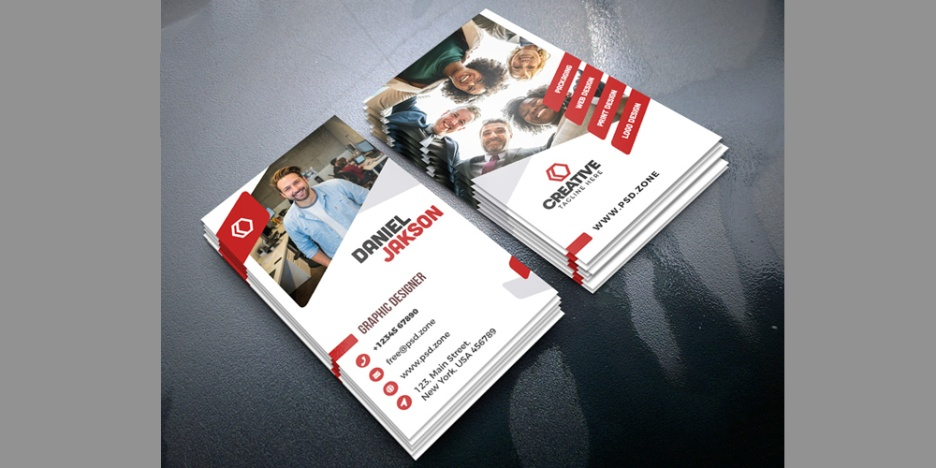 DANIEL
JAKSON
GRAPHIC DESIGNER
+12345 67890
free@psd.zone
www.psd.zone
123, Main Street,
New York, USA 456789
PACKAGING
WEB DESIGN
PRINT DESIGN
LOGO DESIGN
CREATIVE
TAGLINE HERE
WWW.PSD.ZONE